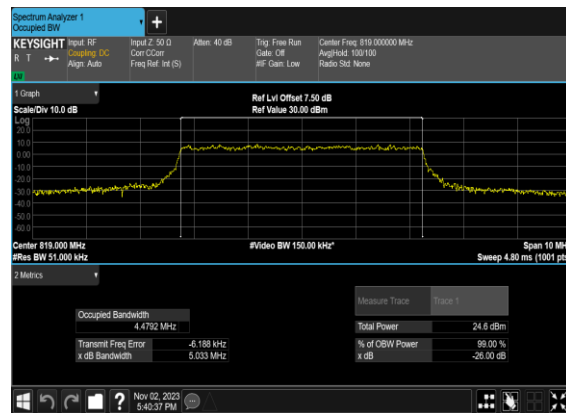 Spectrum Analyzer 1
Occupied BW
+
KEYSIGHT Input: RF Input Z: 50 Ω Atten: 40 dB Trig: Free Run Center Freq: 819.000000 MHz
R T Coupling: DC Corr CCorr Gate: Off Avg|Hold: 100/100
Align: Auto Freq Ref: Int (S) #IF Gain: Low Radio Std: None
1 Graph
Ref Lvl Offset 7.50 dB
Scale/Div 10.0 dB Ref Value 30.00 dBm
Log
20.0
10.0
0.00
-10.0
-20.0
-30.0
-40.0
-50.0
-60.0
Center 819.000 MHz #Video BW 150.00 kHz* Span 10 MH
#Res BW 51.000 kHz Sweep 4.80 ms (1001 pts
2 Metrics
Measure Trace Trace 1
Occupied Bandwidth
4.4792 MHz Total Power 24.6 dBm
Transmit Freq Error -6.188 kHz % of OBW Power 99.00 %
x dB Bandwidth 5.033 MHz x dB -26.00 dB
? Nov 02, 2023
5:40:37 PM